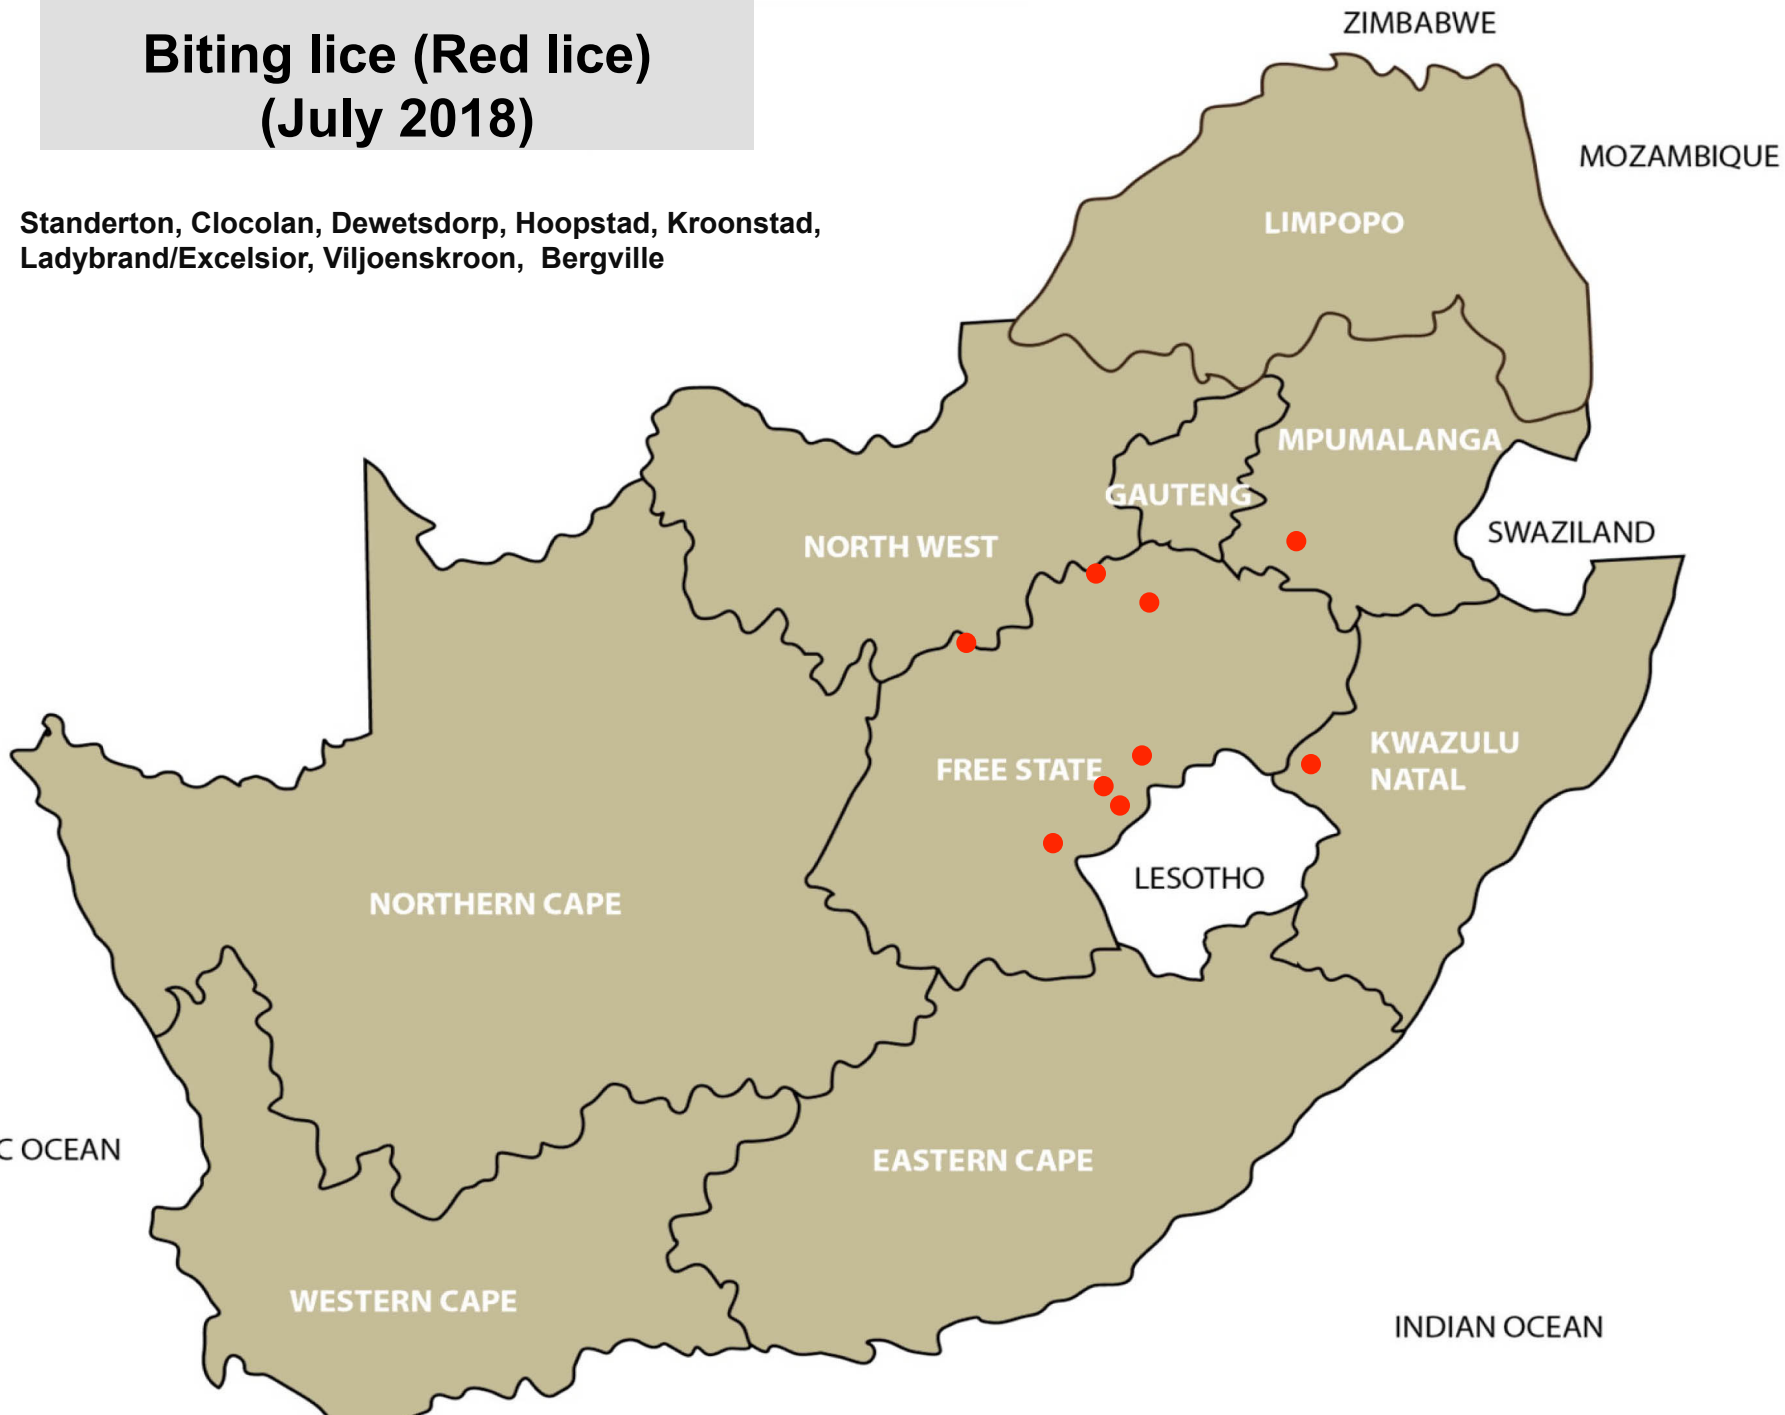 Biting lice (Red lice)
(July 2018)
Standerton, Clocolan, Dewetsdorp, Hoopstad, Kroonstad,
Ladybrand/Excelsior, Viljoenskroon, Bergville
ZIMBABWE
MOZAMBIQUE
LIMPOPO
MPUMALANGA
GAUTENG
SWAZILAND
NORTH WEST
KWAZULU
NATAL
FREE STATE
LESOTHO
NORTHERN CAPE
C OCEAN
EASTERN CAPE
WESTERN CAPE
INDIAN OCEAN